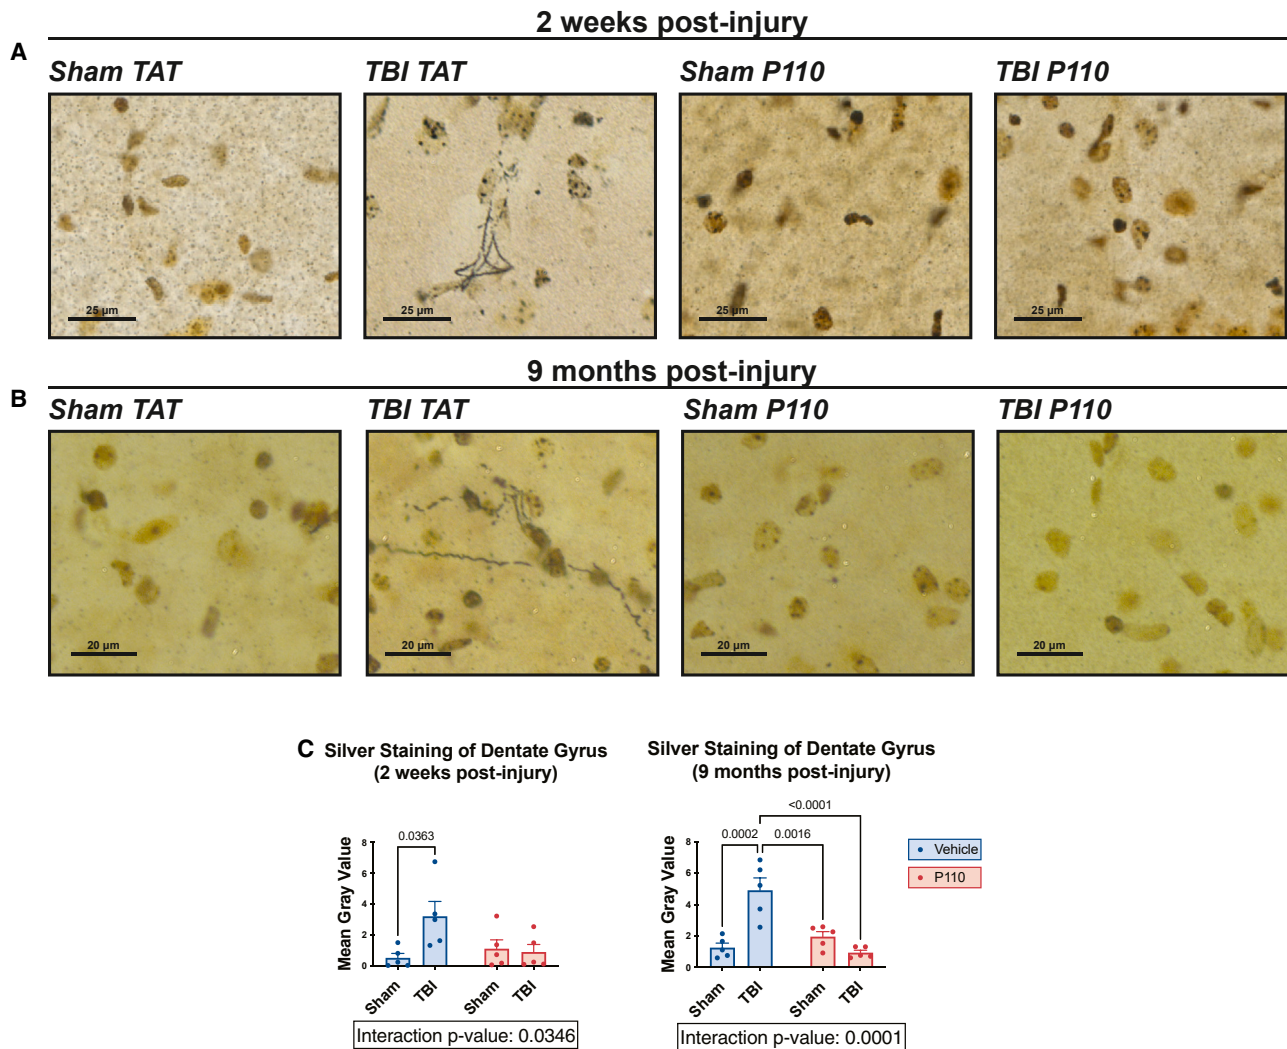 2 weeks post-injury
A
Sham TAT
TBI TAT
Sham P110
TBI P110
25 µm
25 µm
25 µm
25 µm
9 months post-injury
B
Sham TAT
TBI TAT
Sham P110
TBI P110
20 µm
20 µm
20 µm
20 µm
C
Silver Staining of Dentate Gyrus
(2 weeks post-injury)
Mean Gray Value
8
6
4
2
0
0.0363
Sham
TBI
Sham
TBI
Interaction p-value: 0.0346
Silver Staining of Dentate Gyrus
(9 months post-injury)
Mean Gray Value
8
6
4
2
0
<0.0001
0.0002
0.0016
Sham
TBI
Sham
TBI
Interaction p-value: 0.0001
Vehicle
P110